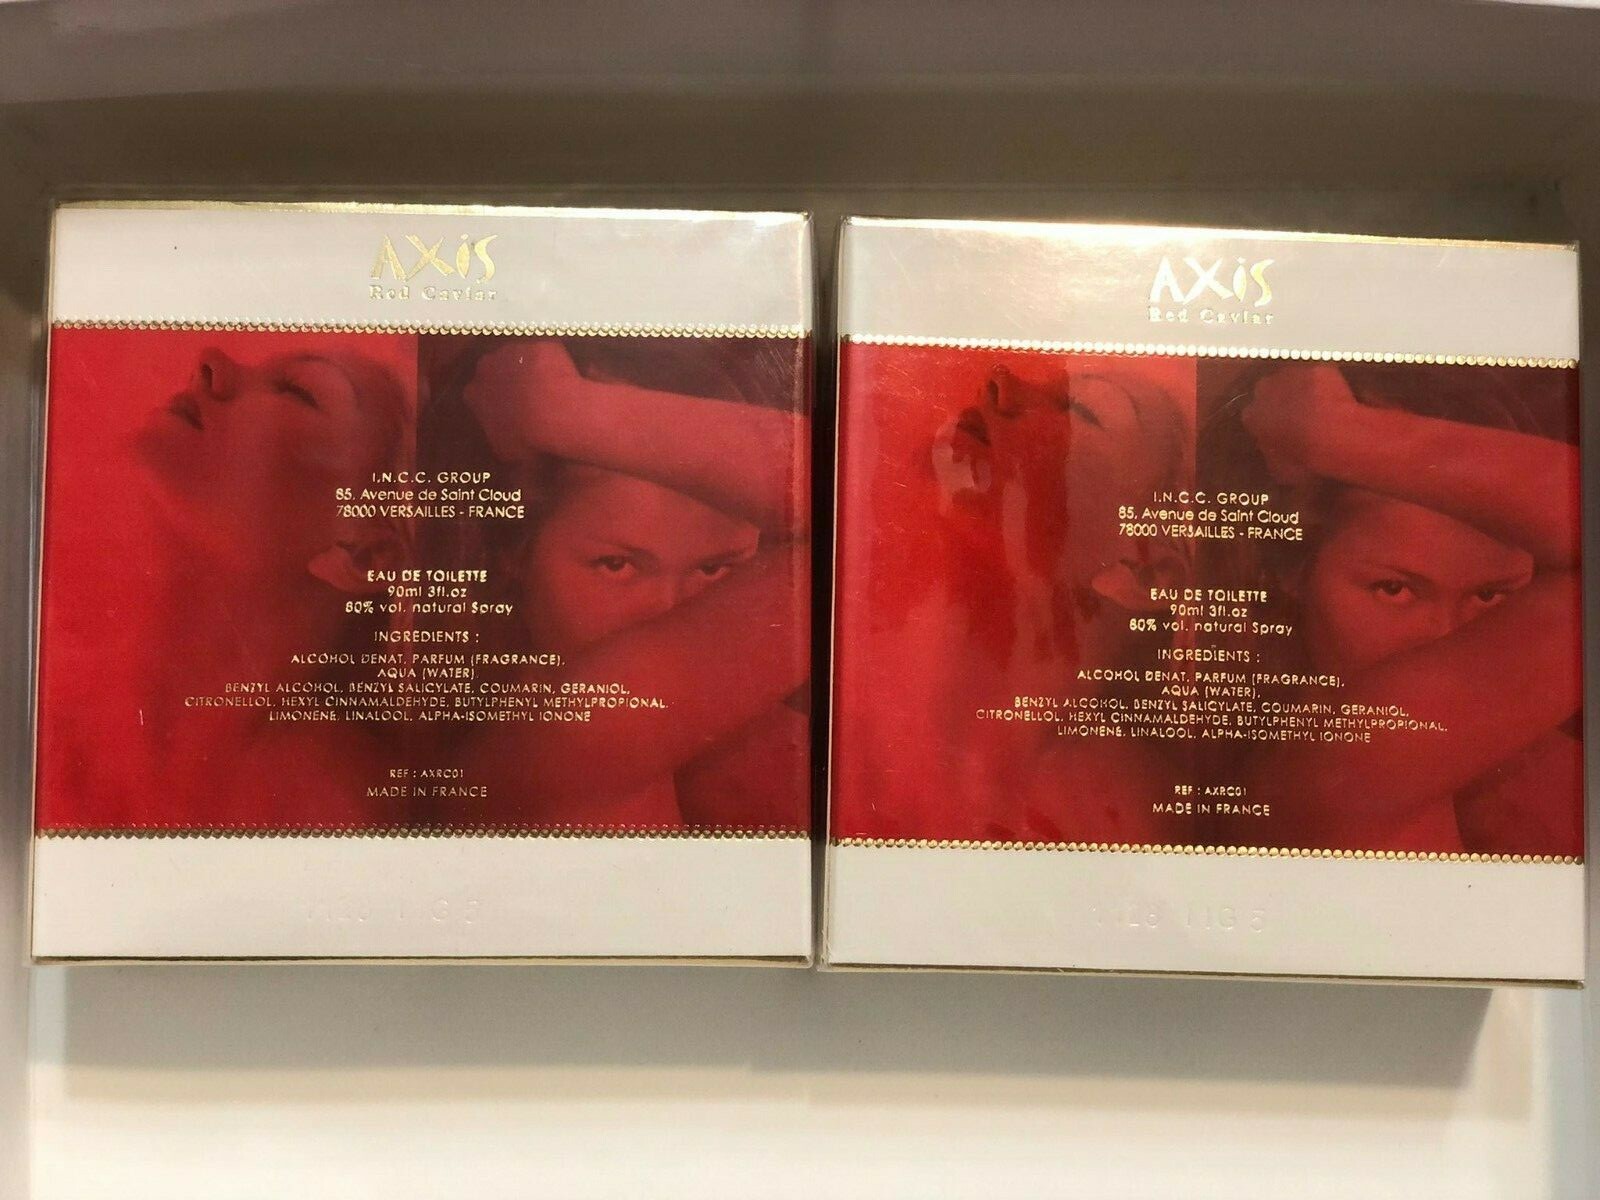 AXiS
Red Caviar
I.N.C.C. GROUP
85, Avenue de Saint Cloud
78000 VERSAILLES - FRANCE
EAU DE TOILETTE
90ml 3fl.oz
80% vol. natural Spray
INGREDIENTS :
ALCOHOL DENAT, PARFUM (FRAGRANCE),
AQUA (WATER),
BENZYL ALCOHOL, BENZYL SALICYLATE, COUMARIN, GERANIOL,
CITRONELLOL, HEXYL CINNAMALDEHYDE, BUTYLPHENYL METHYLPROPIONAL,
LIMONENE, LINALOOL, ALPHA-ISOMETHYL IONONE
REF : AXRC01
MADE IN FRANCE
AXiS
Red Caviar
I.N.C.C. GROUP
85, Avenue de Saint Cloud
78000 VERSAILLES - FRANCE
EAU DE TOILETTE
90ml 3fl.oz
80% vol. natural Spray
INGREDIENTS :
ALCOHOL DENAT, PARFUM (FRAGRANCE),
AQUA (WATER),
BENZYL ALCOHOL, BENZYL SALICYLATE, COUMARIN, GERANIOL,
CITRONELLOL, HEXYL CINNAMALDEHYDE, BUTYLPHENYL METHYLPROPIONAL,
LIMONENE, LINALOOL, ALPHA-ISOMETHYL IONONE
REF : AXRC01
MADE IN FRANCE